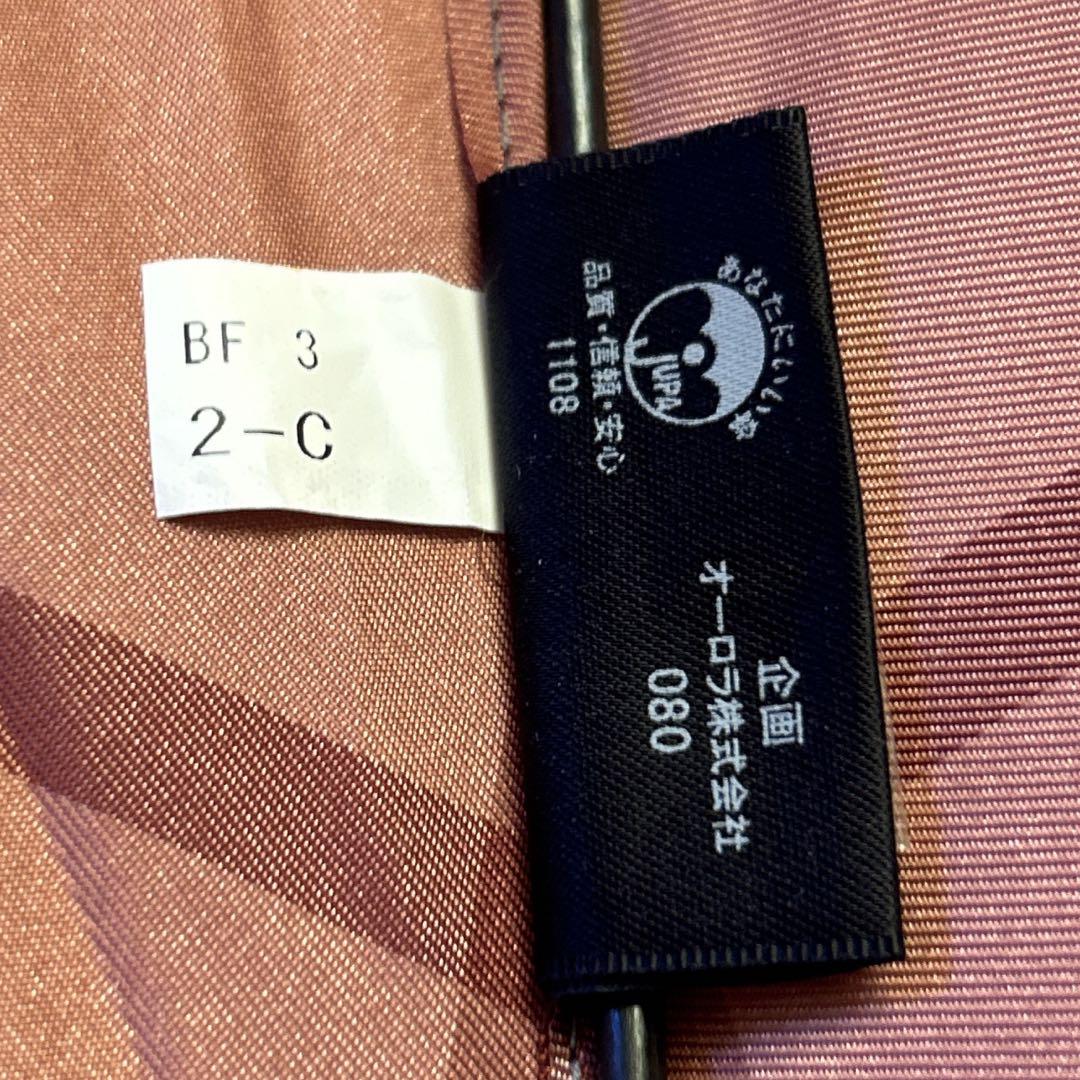 BF 3
2-C
あなたにいい傘
JUPA
品質・信頼・安心
1108
企画
オーロラ株式会社
080